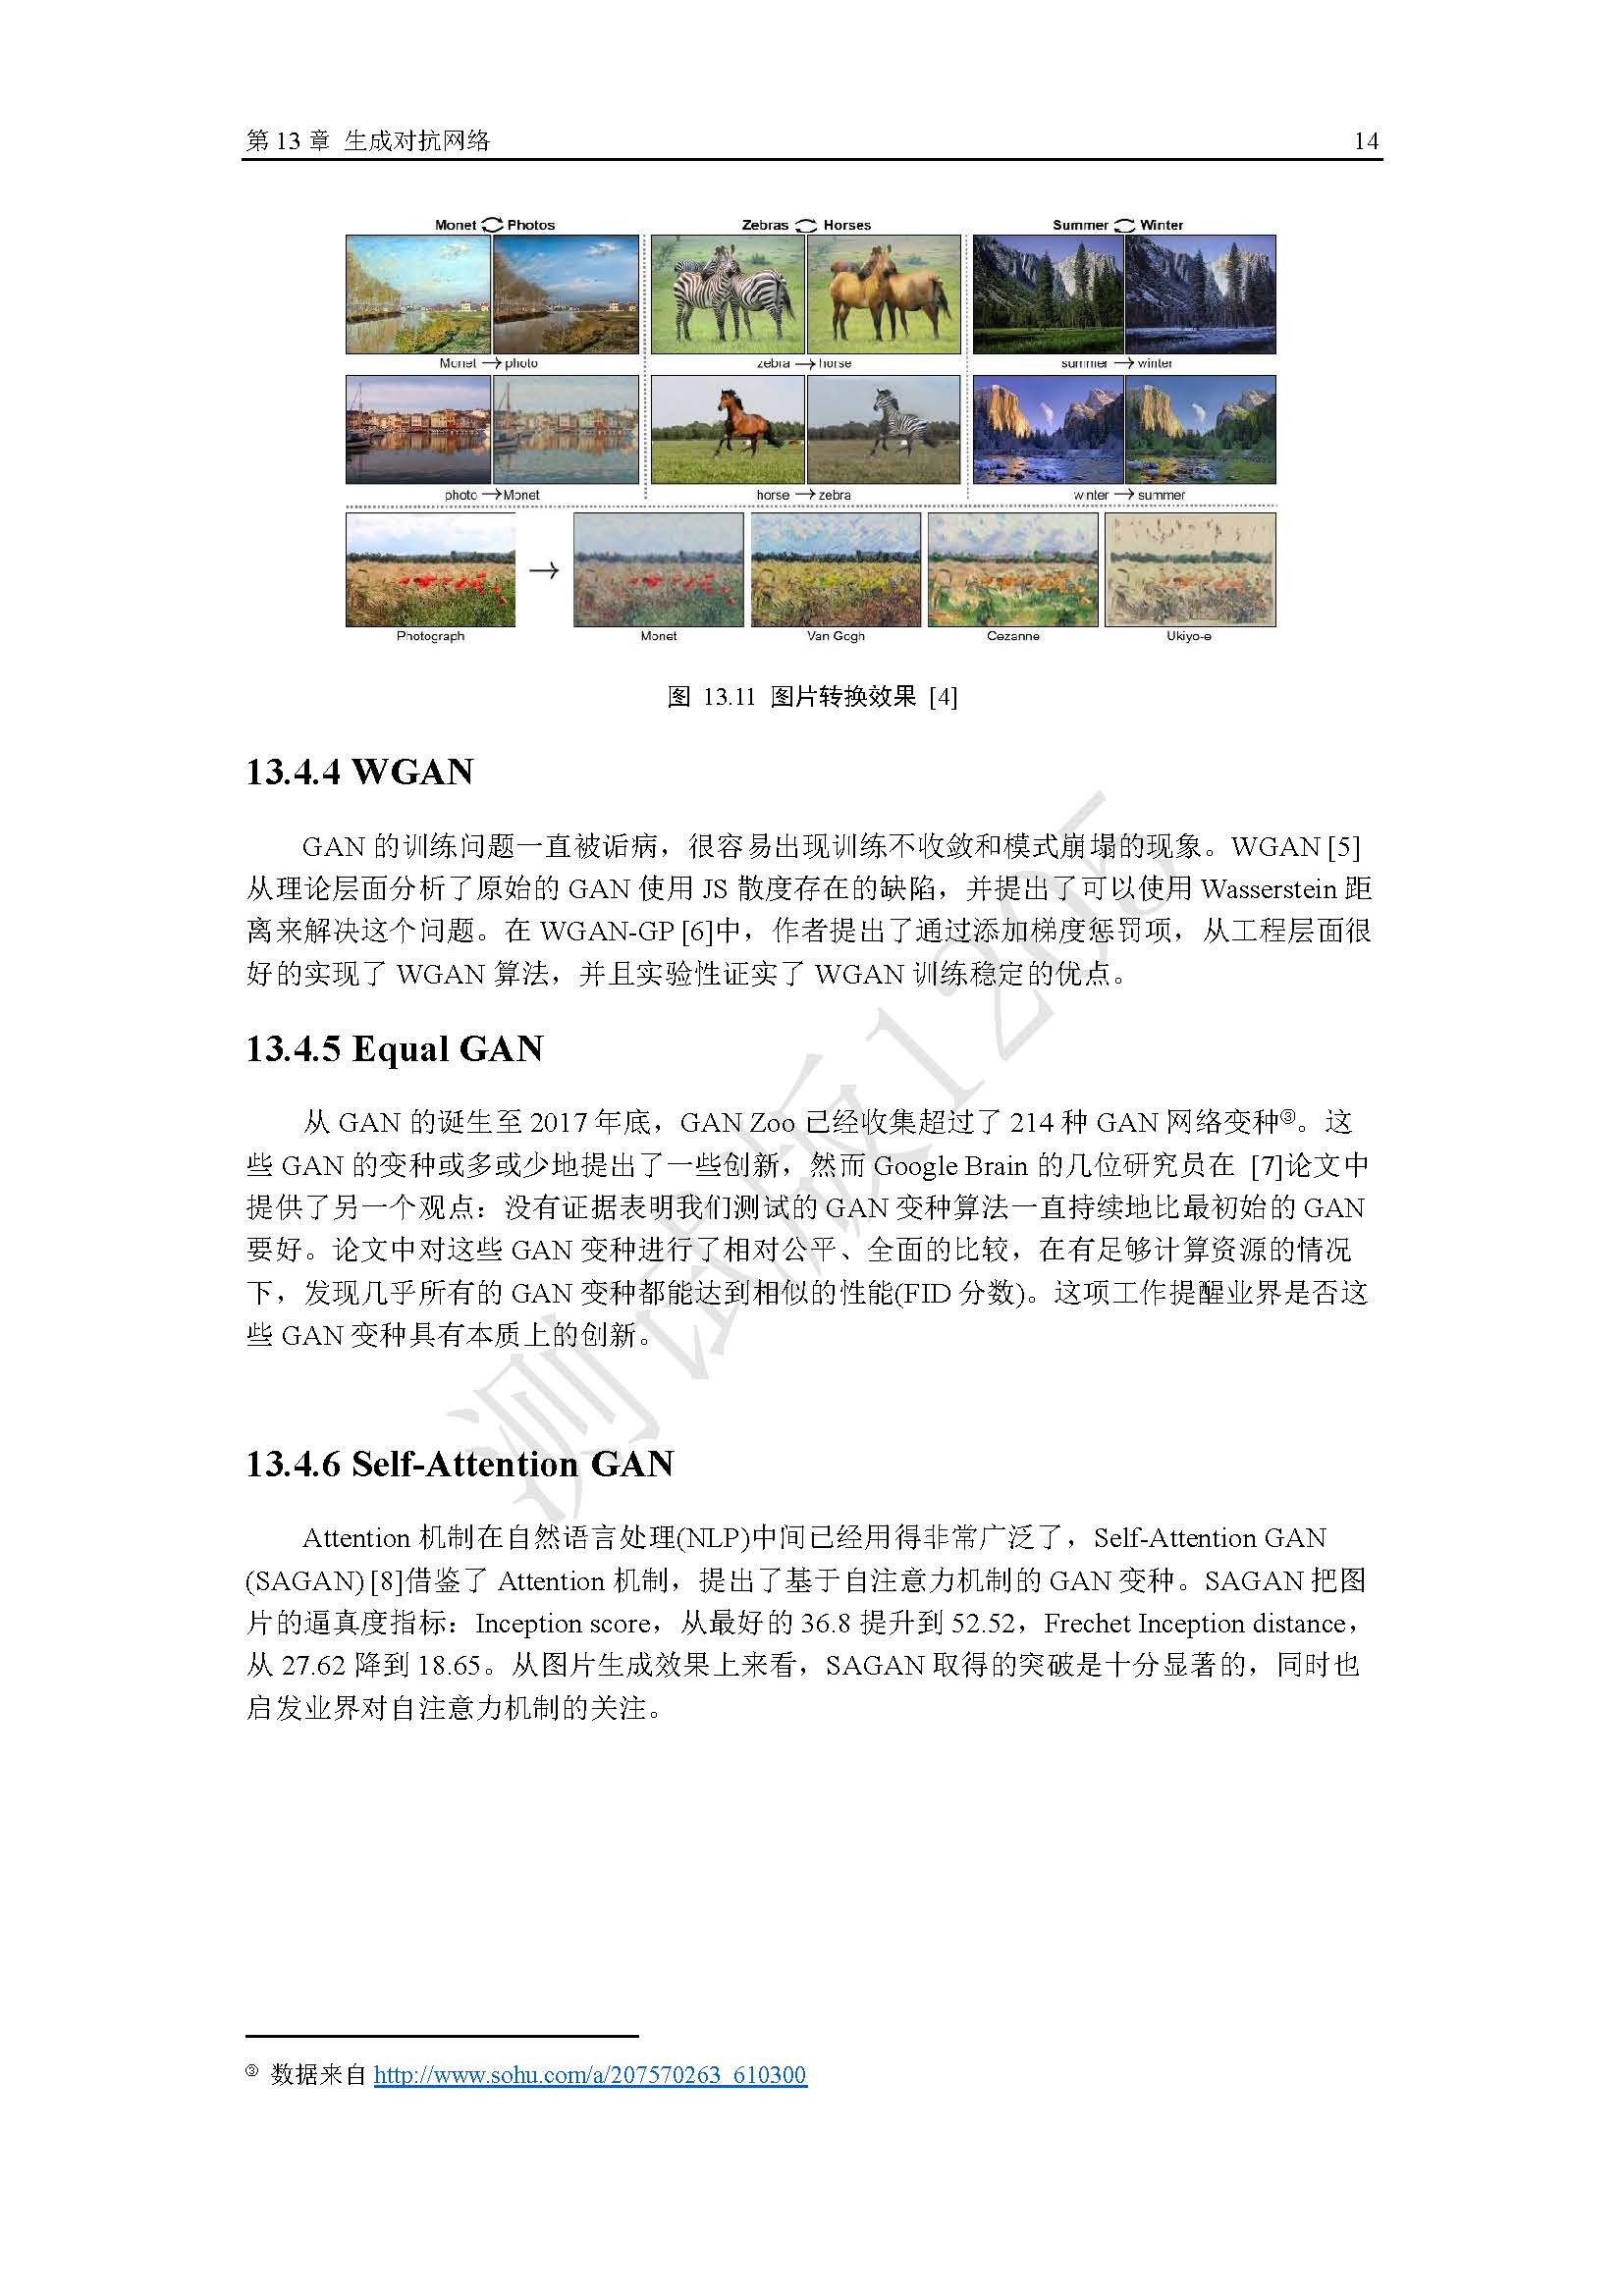 第 13 章 生成对抗网络 14
Monet Photos Zebras Horses Summer Winter
Monet → photo zebra → horse summer → winter
photo → Monet horse → zebra winter → summer
→
Photograph Monet Van Gogh Cezanne Ukiyo-e
图 13.11 图片转换效果 [4]
13.4.4 WGAN
GAN 的训练问题一直被诟病，很容易出现训练不收敛和模式崩塌的现象。WGAN [5]
从理论层面分析了原始的 GAN 使用 JS 散度存在的缺陷，并提出了可以使用 Wasserstein 距
离来解决这个问题。在 WGAN-GP [6]中，作者提出了通过添加梯度惩罚项，从工程层面很
好的实现了 WGAN 算法，并且实验性证实了 WGAN 训练稳定的优点。
13.4.5 Equal GAN
从 GAN 的诞生至 2017 年底，GAN Zoo 已经收集超过了 214 种 GAN 网络变种③。这
些 GAN 的变种或多或少地提出了一些创新，然而 Google Brain 的几位研究员在 [7]论文中
提供了另一个观点：没有证据表明我们测试的 GAN 变种算法一直持续地比最初始的 GAN
要好。论文中对这些 GAN 变种进行了相对公平、全面的比较，在有足够计算资源的情况
下，发现几乎所有的 GAN 变种都能达到相似的性能(FID 分数)。这项工作提醒业界是否这
些 GAN 变种具有本质上的创新。
13.4.6 Self-Attention GAN
Attention 机制在自然语言处理(NLP)中间已经用得非常广泛了，Self-Attention GAN
(SAGAN) [8]借鉴了 Attention 机制，提出了基于自注意力机制的 GAN 变种。SAGAN 把图
片的逼真度指标：Inception score，从最好的 36.8 提升到 52.52，Frechet Inception distance，
从 27.62 降到 18.65。从图片生成效果上来看，SAGAN 取得的突破是十分显著的，同时也
启发业界对自注意力机制的关注。
③ 数据来自 http://www.sohu.com/a/207570263_610300
测试版1205